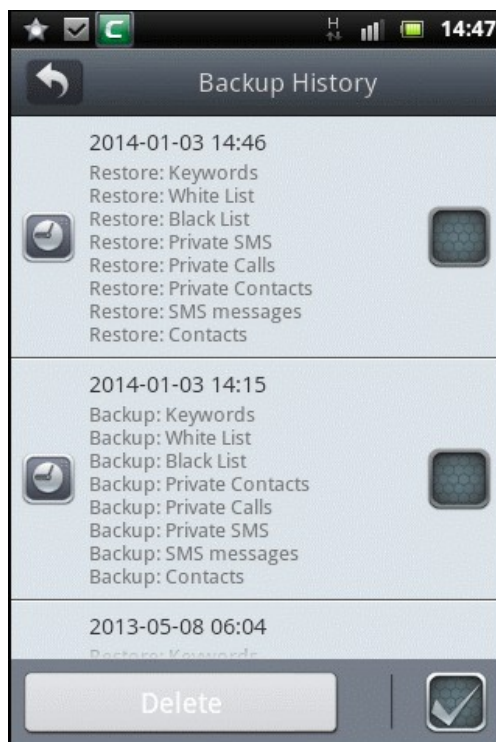 H
14:47
Backup History
2014-01-03 14:46
Restore: Keywords
Restore: White List
Restore: Black List
Restore: Private SMS
Restore: Private Calls
Restore: Private Contacts
Restore: SMS messages
Restore: Contacts
2014-01-03 14:15
Backup: Keywords
Backup: White List
Backup: Black List
Backup: Private Contacts
Backup: Private Calls
Backup: Private SMS
Backup: SMS messages
Backup: Contacts
2013-05-08 06:04
Restore: Keywords
Delete